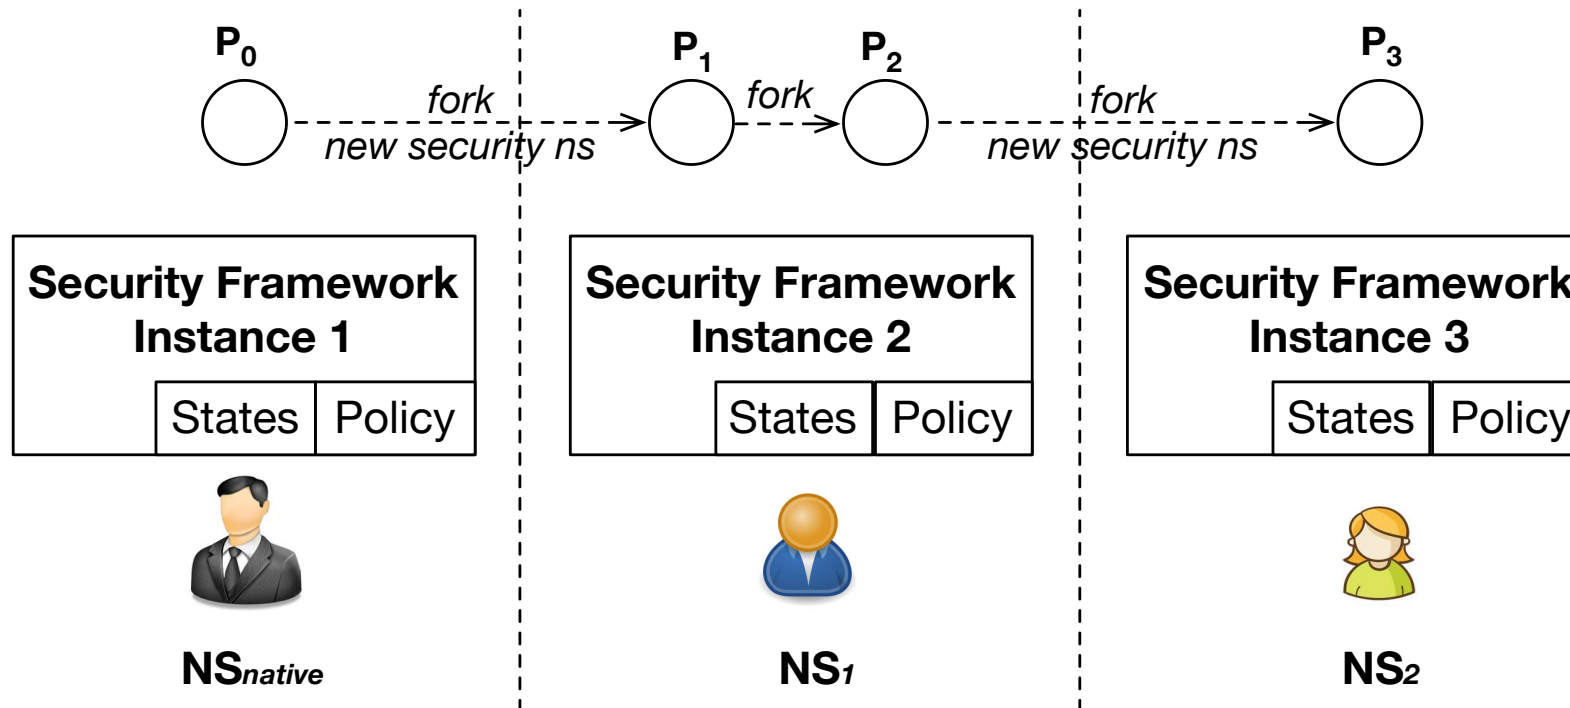 P0
P1
P2
P3
fork
new security ns
fork
fork
new security ns
Security Framework
Instance 1
States
Policy
Security Framework
Instance 2
States
Policy
Security Framework
Instance 3
States
Policy
NSnative
NS1
NS2